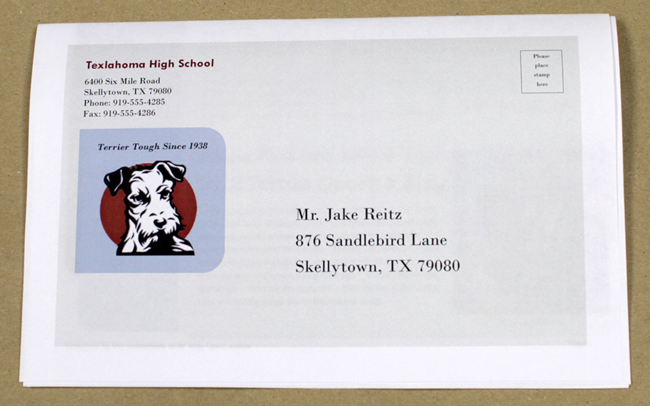 Texlahoma High School
6400 Six Mile Road
Skellytown, TX 79080
Phone: 919-555-4285
Fax: 919-555-4286
Please
place
stamp
here
Terrier Tough Since 1938
Mr. Jake Reitz
876 Sandlebird Lane
Skellytown, TX 79080